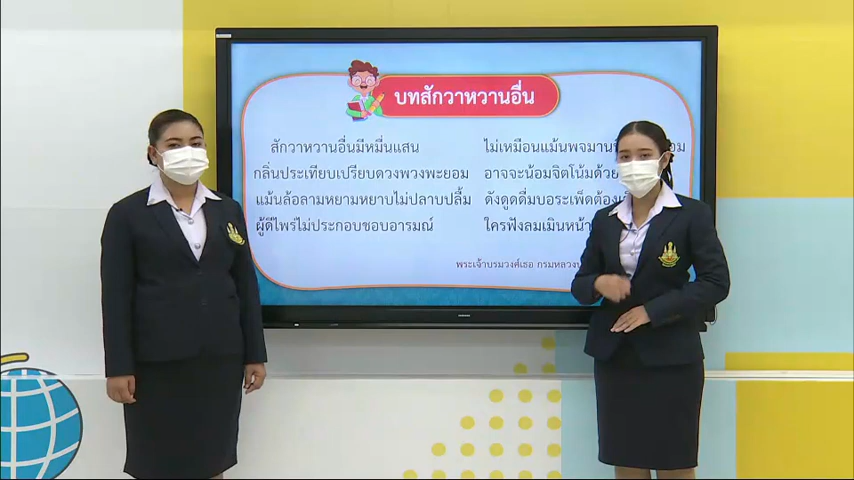 บทสักวาหวานอื่น
สักวาหวานอื่นมีหมื่นแสน ไม่เหมือนแม้นพจมาน
กลิ่นประเทียบเปรียบดวงพวงพะยอม อาจจะน้อมจิตโน้มด้วย
แม้นล้อลามหยามหยาบไม่ปลาบปลื้ม ดังดูดดื่มบอระเพ็ดต้อง
ผู้ดีไพร่ไม่ประกอบชอบอารมณ์ ใครฟังลมเมินหน้า
พระเจ้าบรมวงศ์เธอ กรมหลวง
SAMSUNG